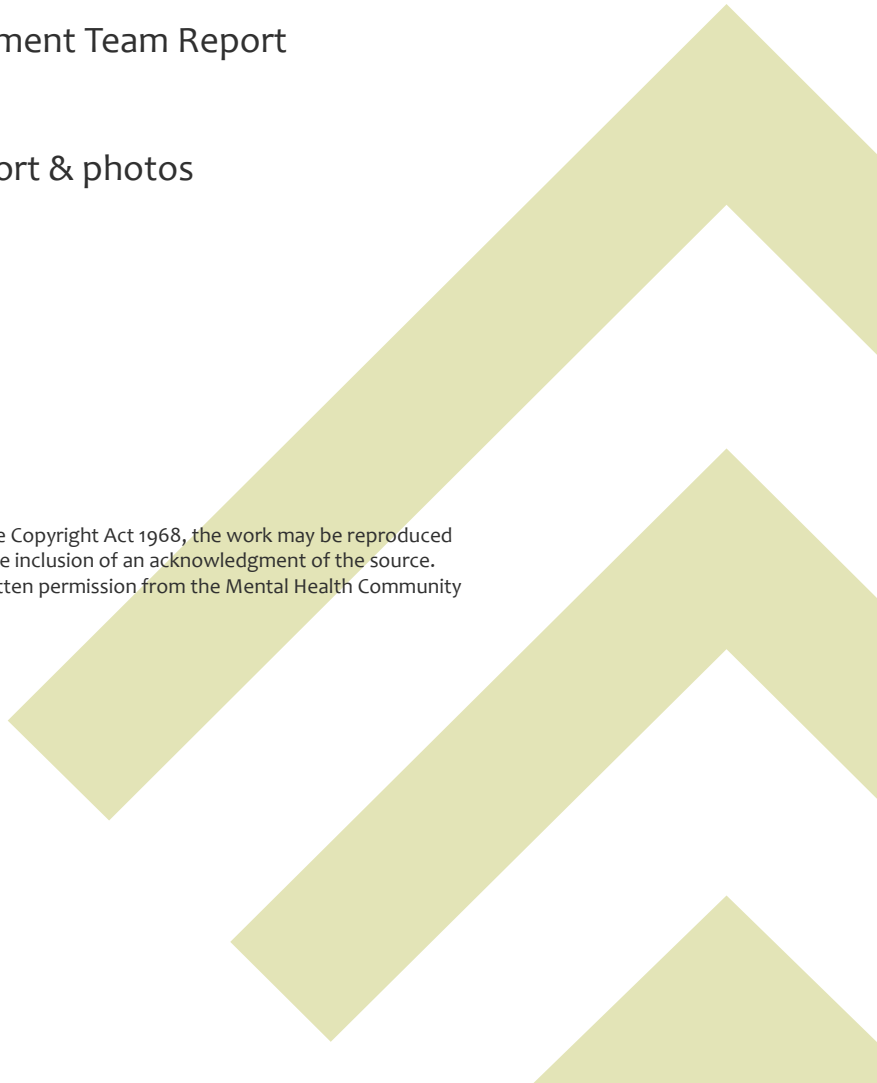 ment Team Report
ort & photos
e Copyright Act 1968, the work may be reproduced
e inclusion of an acknowledgment of the source.
tten permission from the Mental Health Community